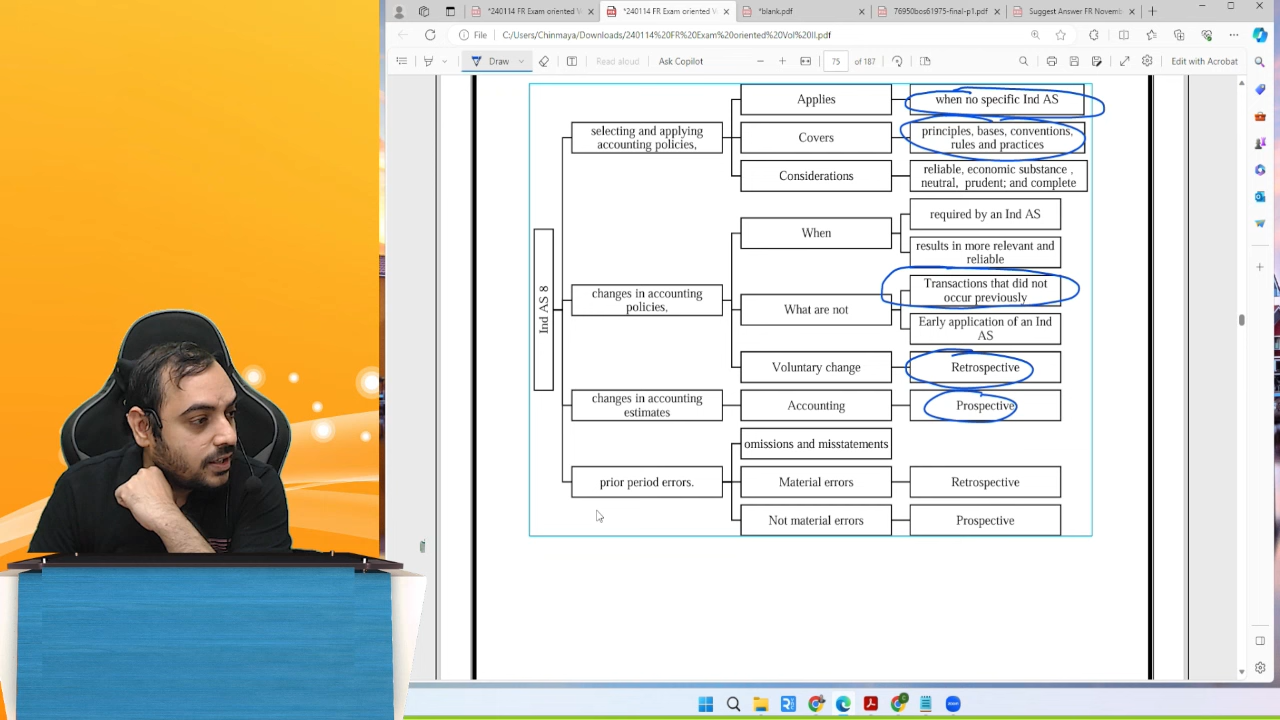 *240114 FR Exam oriented V
*240114 FR Exam oriented Vo
*blank.pdf
76950bos61975-final-p1.pdf
Suggest Answer FR Novemb
File
C:/Users/Chinmaya/Downloads/240114%20FR%20Exam%20oriented%20Vol%20II.pdf
Draw
Read aloud
Ask Copilot
75
of 187
Edit with Acrobat
Ind AS 8
selecting and applying
accounting policies,
Applies
when no specific Ind AS
Covers
principles, bases, conventions,
rules and practices
Considerations
reliable, economic substance ,
neutral, prudent; and complete
changes in accounting
policies,
When
required by an Ind AS
results in more relevant and
reliable
What are not
Transactions that did not
occur previously
Early application of an Ind
AS
Voluntary change
Retrospective
changes in accounting
estimates
Accounting
Prospective
prior period errors.
omissions and misstatements
Material errors
Retrospective
Not material errors
Prospective